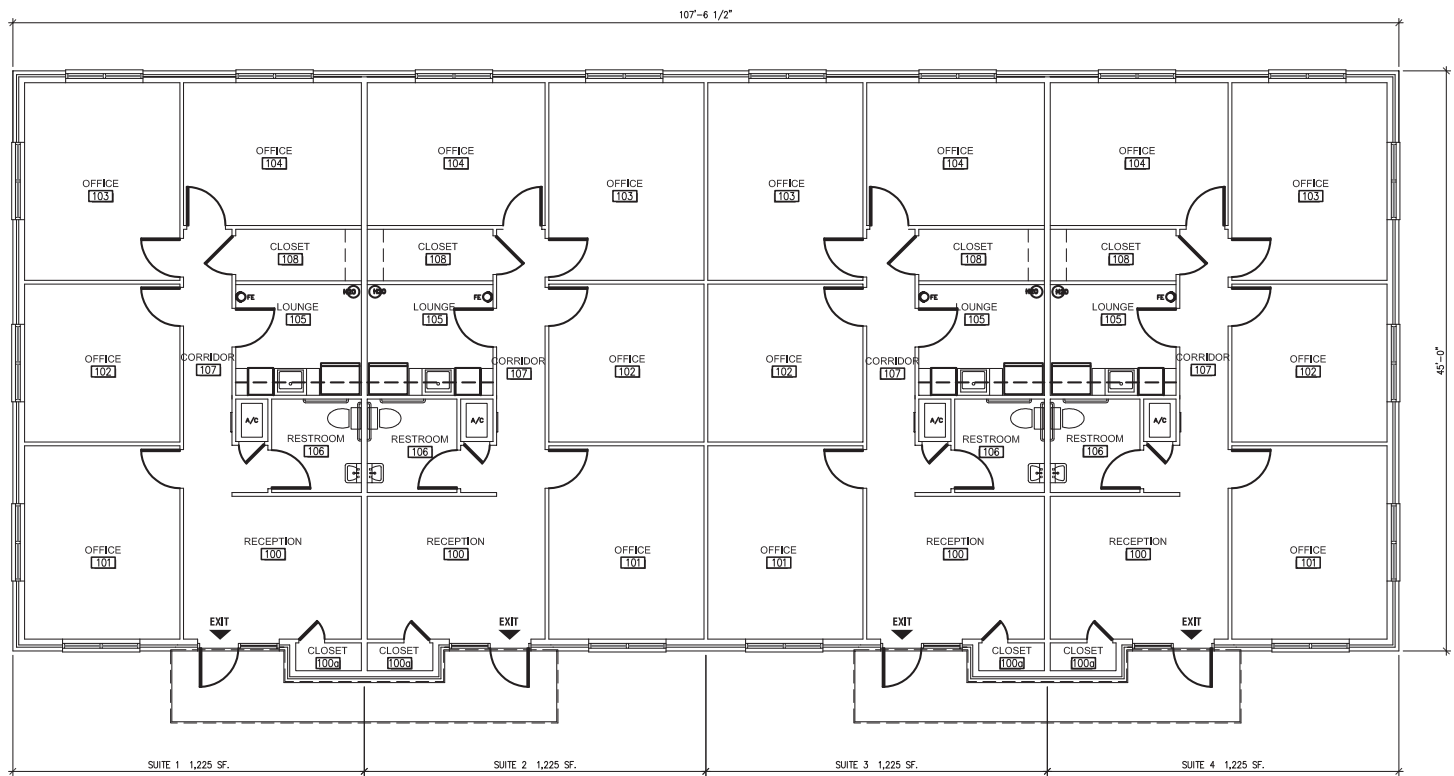 107'-6 1/2"
OFFICE
103
OFFICE
104
OFFICE
104
OFFICE
103
OFFICE
103
OFFICE
104
OFFICE
104
OFFICE
103
CLOSET
108
CLOSET
108
CLOSET
108
CLOSET
108
FE
H2O
H2O
FE
FE
H2O
H2O
FE
LOUNGE
105
LOUNGE
105
LOUNGE
105
LOUNGE
105
OFFICE
102
CORRIDOR
107
CORRIDOR
107
OFFICE
102
OFFICE
102
CORRIDOR
107
CORRIDOR
107
OFFICE
102
45'-0"
A/C
A/C
A/C
A/C
RESTROOM
106
RESTROOM
106
RESTROOM
106
RESTROOM
106
OFFICE
101
RECEPTION
100
RECEPTION
100
OFFICE
101
OFFICE
101
RECEPTION
100
RECEPTION
100
OFFICE
101
EXIT
EXIT
EXIT
EXIT
CLOSET
100a
CLOSET
100a
CLOSET
100a
CLOSET
100a
SUITE 1 1,225 SF.
SUITE 2 1,225 SF.
SUITE 3 1,225 SF.
SUITE 4 1,225 SF.